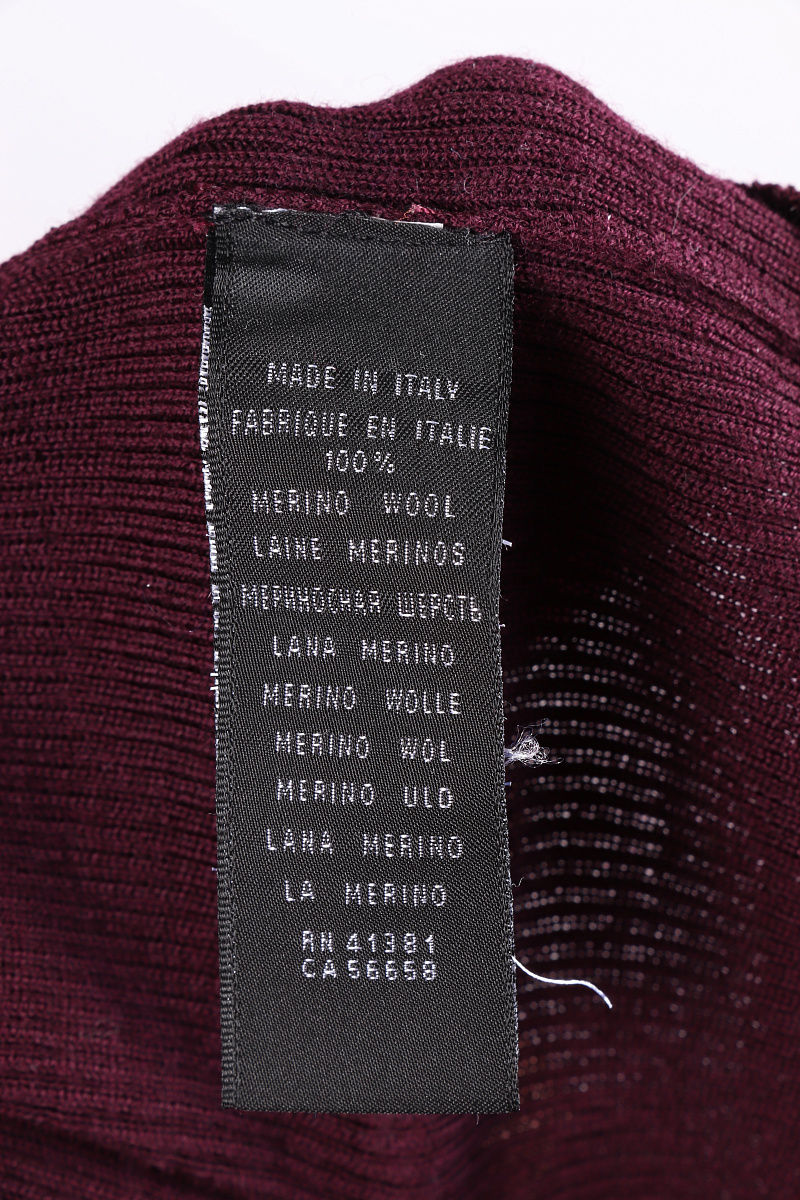 MADE IN ITALY
FABRIQUE EN ITALIE
100%
MERINO WOOL
LAINE MERINOS
МЕРИНОСНАЯ ШЕРСТЬ
LANA MERINO
MERINO WOLLE
MERINO WOL
MERINO ULD
LANA MERINO
LA MERINO
RN 41381
CA 56658